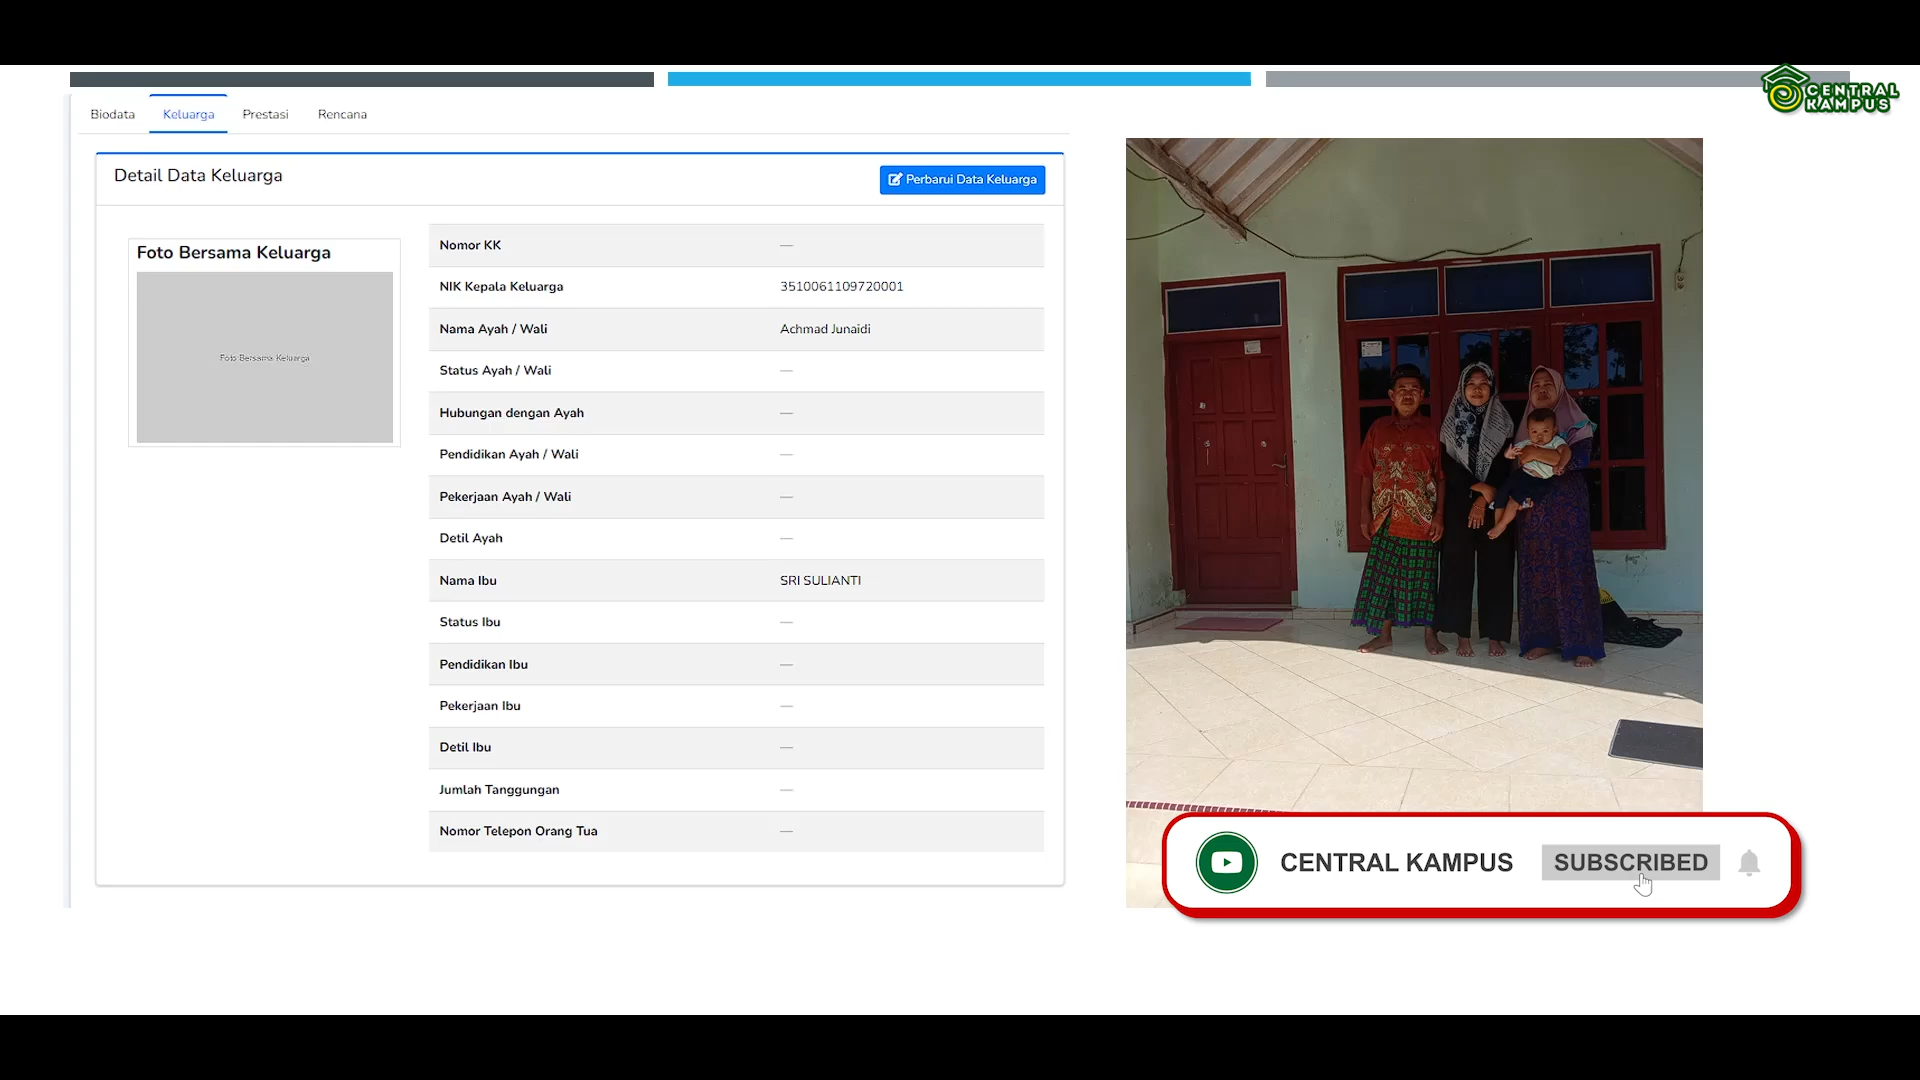 CENTRAL
KAMPUS
Biodata Keluarga Prestasi Rencana
Detail Data Keluarga
Perbarui Data Keluarga
Foto Bersama Keluarga
Foto Bersama Keluarga
Nomor KK —
NIK Kepala Keluarga 3510061109720001
Nama Ayah / Wali Achmad Junaidi
Status Ayah / Wali —
Hubungan dengan Ayah —
Pendidikan Ayah / Wali —
Pekerjaan Ayah / Wali —
Detil Ayah —
Nama Ibu SRI SULIANTI
Status Ibu —
Pendidikan Ibu —
Pekerjaan Ibu —
Detil Ibu —
Jumlah Tanggungan —
Nomor Telepon Orang Tua —
CENTRAL KAMPUS SUBSCRIBED